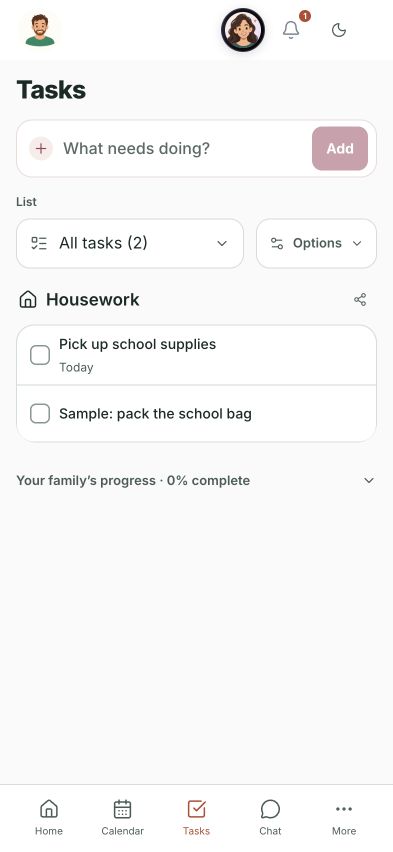 1
Tasks
What needs doing?
Add
List
All tasks (2)
Options
Housework
Pick up school supplies
Today
Sample: pack the school bag
Your family’s progress · 0% complete
Home
Calendar
Tasks
Chat
More